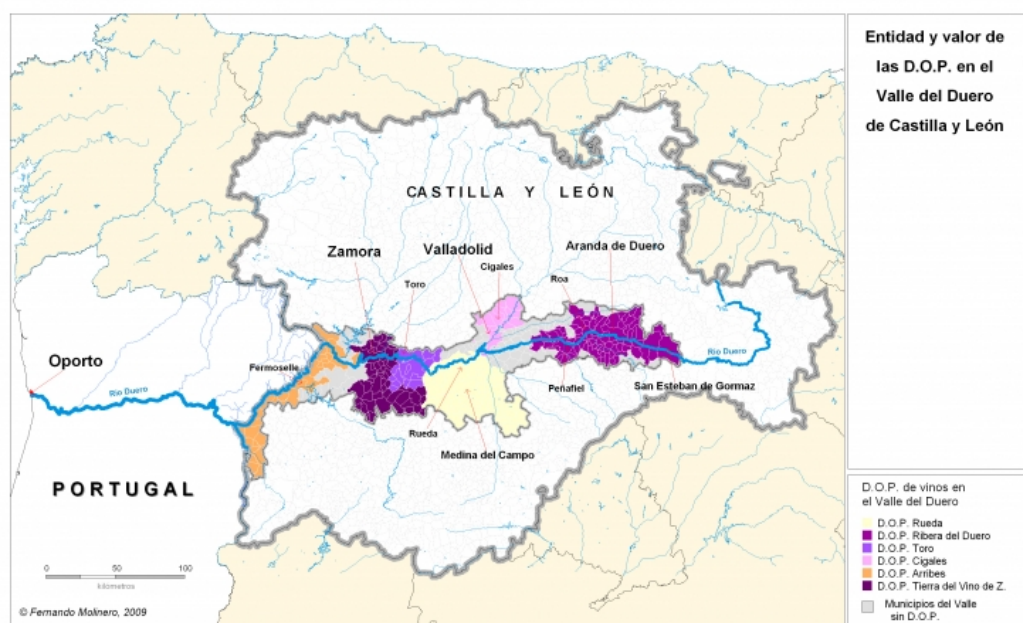 Entidad y valor de
las D.O.P. en el
Valle del Duero
de Castilla y León
CASTILLA Y LEÓN
Zamora
Valladolid
Aranda de Duero
Cigales
Toro
Roa
Oporto
Fermoselle
Río Duero
Río Duero
Peñafiel
San Esteban de Gormaz
Rueda
Medina del Campo
PORTUGAL
0 50 100
kilómetros
© Fernando Molinero, 2009
D.O.P. de vinos en
el Valle del Duero
D.O.P. Rueda
D.O.P. Ribera del Duero
D.O.P. Toro
D.O.P. Cigales
D.O.P. Arribes
D.O.P. Tierra del Vino de Z.
Municipios del Valle
sin D.O.P.